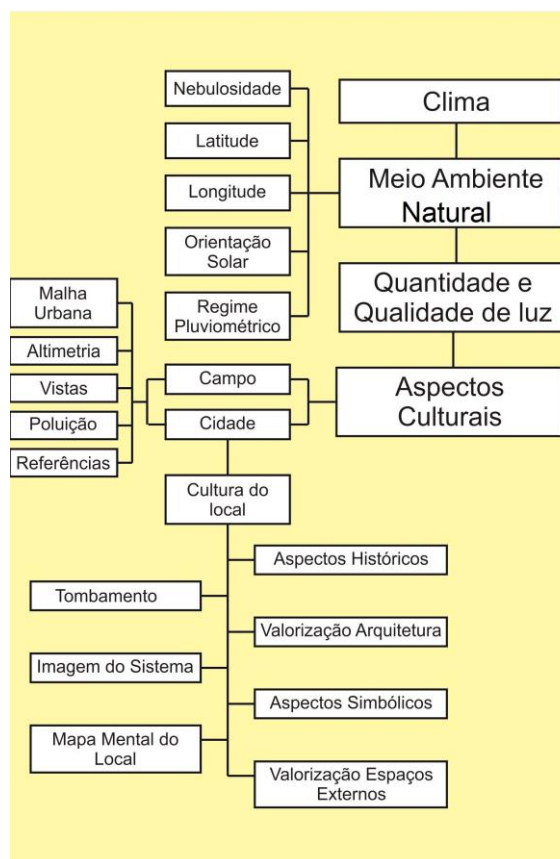 Nebulosidade
Clima
Latitude
Longitude
Meio Ambiente
Natural
Orientação
Solar
Quantidade e
Qualidade de luz
Malha
Urbana
Regime
Pluviométrico
Altimetria
Campo
Aspectos
Culturais
Vistas
Poluição
Cidade
Referências
Cultura do
local
Aspectos Históricos
Tombamento
Valorização Arquitetura
Imagem do Sistema
Aspectos Simbólicos
Mapa Mental do
Local
Valorização Espaços
Externos